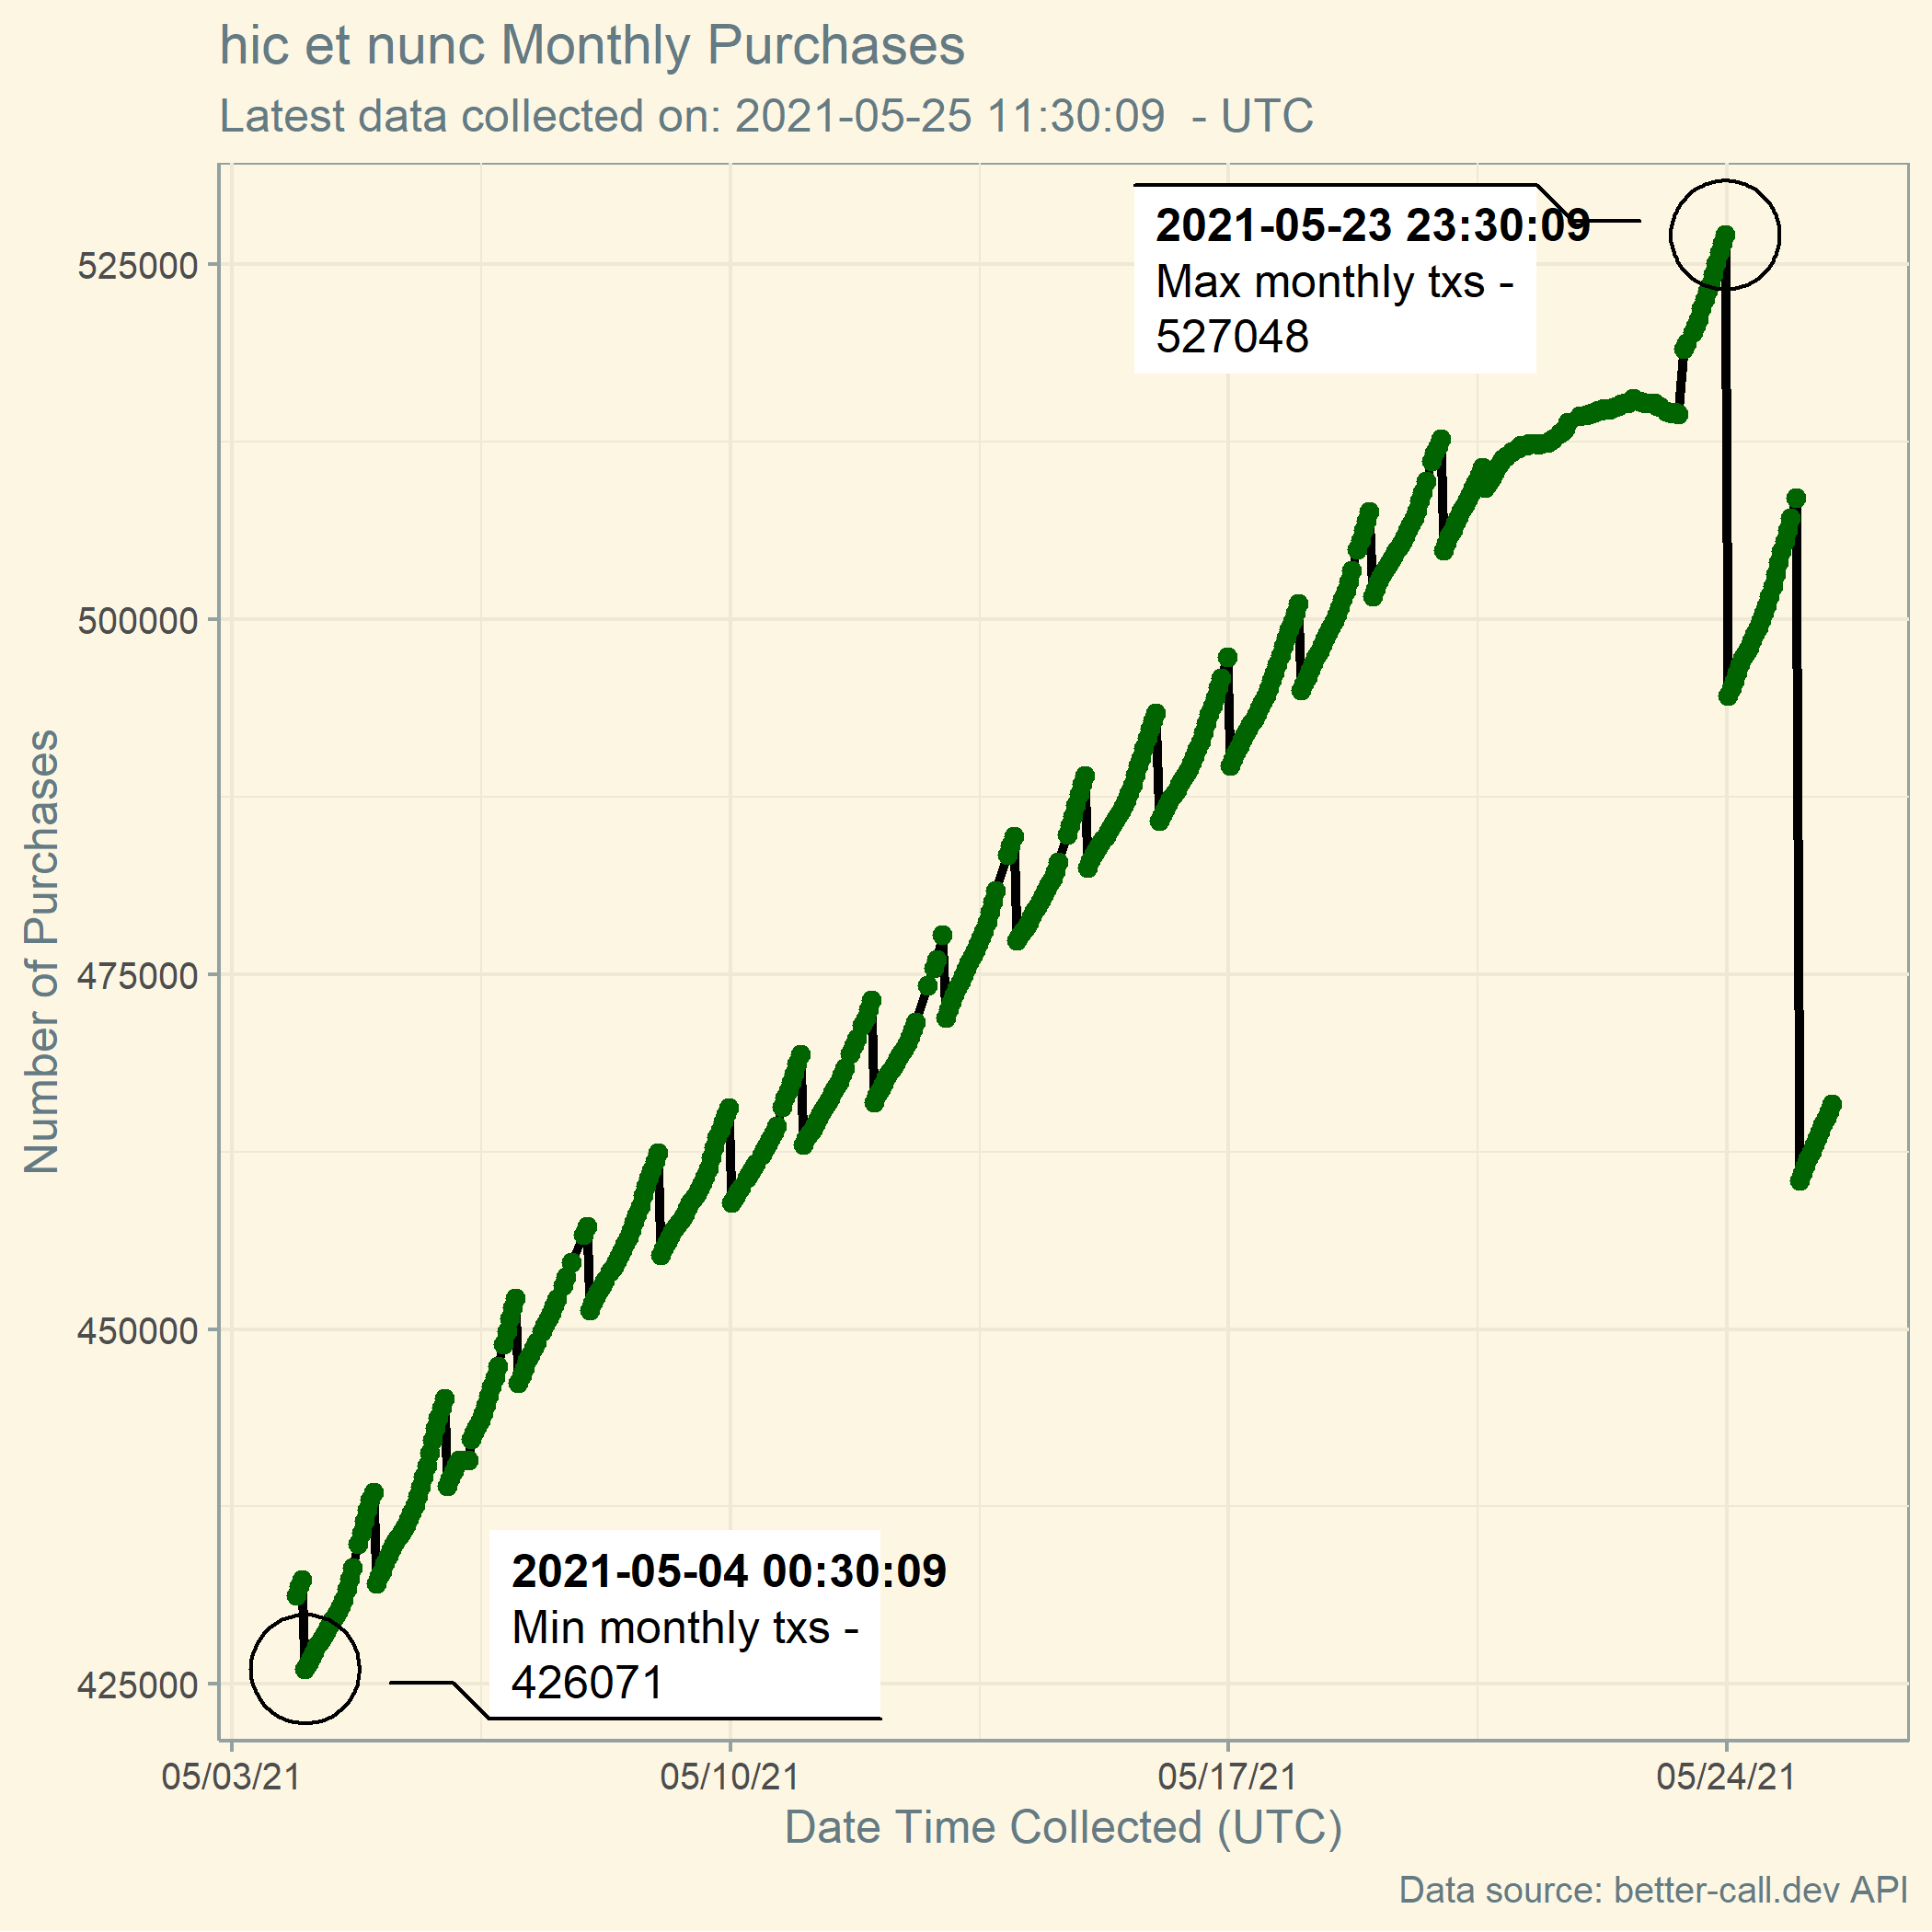 hic et nunc Monthly Purchases
Latest data collected on: 2021-05-25 11:30:09  - UTC
2021-05-23 23:30:09
Max monthly txs -
527048
525000
500000
475000
450000
425000
Number of Purchases
2021-05-04 00:30:09
Min monthly txs -
426071
05/03/21
05/10/21
05/17/21
05/24/21
Date Time Collected (UTC)
Data source: better-call.dev API